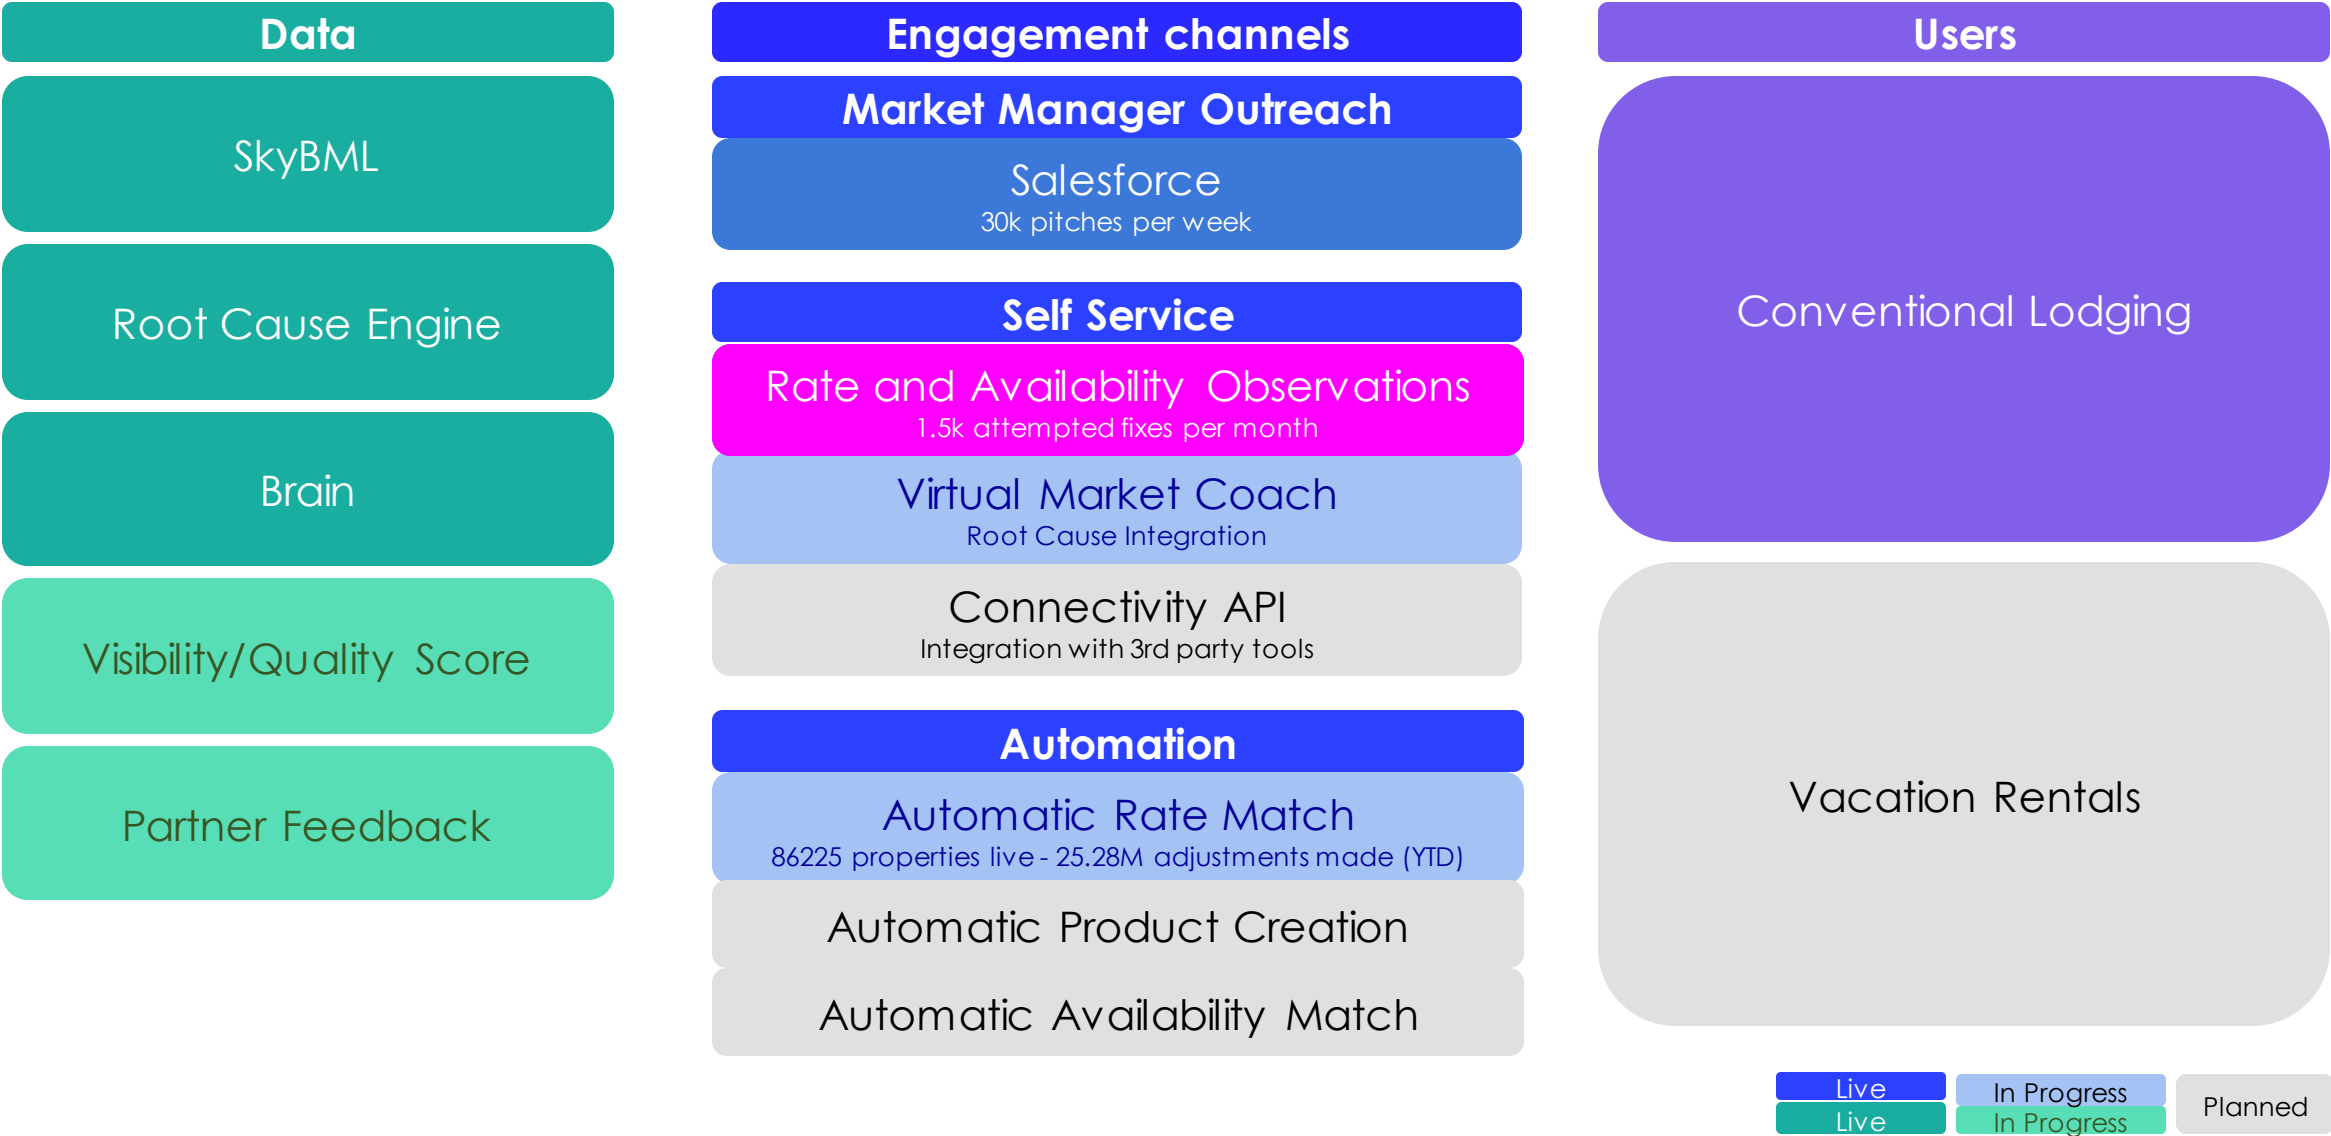 Data
SkyBML
Root Cause Engine
Brain
Visibility/Quality Score
Partner Feedback
Engagement channels
Market Manager Outreach
Salesforce
30k pitches per week
Self Service
Rate and Availability Observations
1.5k attempted fixes per month
Virtual Market Coach
Root Cause Integration
Connectivity API
Integration with 3rd party tools
Automation
Automatic Rate Match
86225 properties live - 25.28M adjustments made (YTD)
Automatic Product Creation
Automatic Availability Match
Users
Conventional Lodging
Vacation Rentals
Live
In Progress
Planned
Live
In Progress